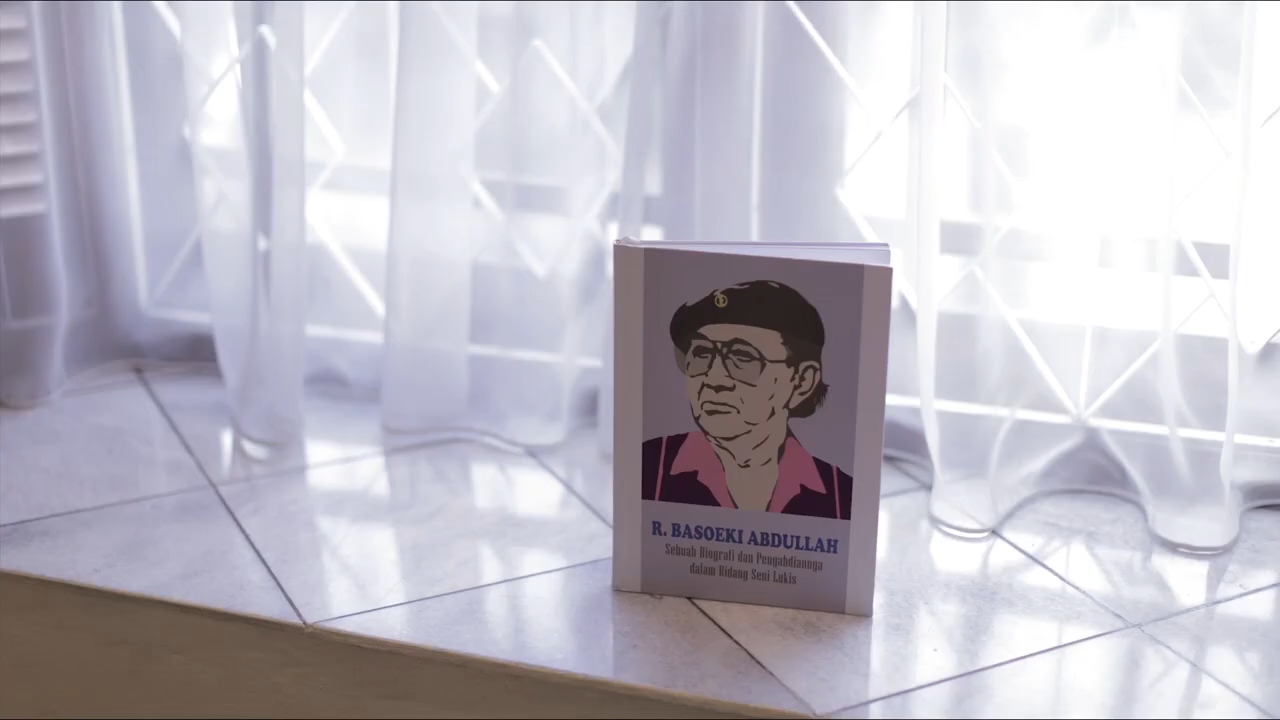 R. BASOEKI ABDULLAH
Sebuah Biografi dan Pengabdiannya
dalam Bidang Seni Lukis